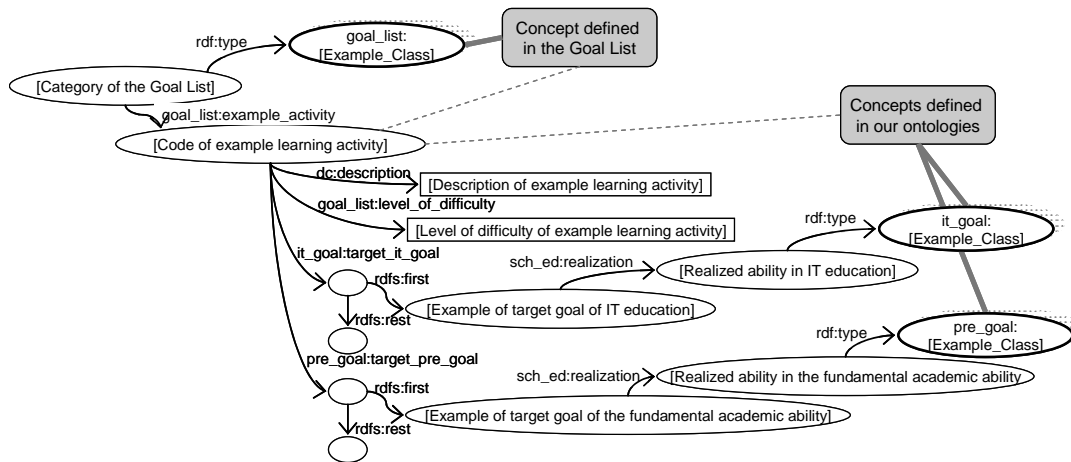 rdf:type
goal_list:
[Example_Class]
Concept defined
in the Goal List
[Category of the Goal List]
goal_list:example_activity
[Code of example learning activity]
Concepts defined
in our ontologies
dc:description
[Description of example learning activity]
goal_list:level_of_difficulty
[Level of difficulty of example learning activity]
rdf:type
it_goal:
[Example_Class]
it_goal:target_it_goal
sch_ed:realization
[Realized ability in IT education]
rdfs:first
[Example of target goal of IT education]
rdfs:rest
rdf:type
pre_goal:
[Example_Class]
pre_goal:target_pre_goal
sch_ed:realization
[Realized ability in the fundamental academic ability
rdfs:first
[Example of target goal of the fundamental academic ability]
rdfs:rest